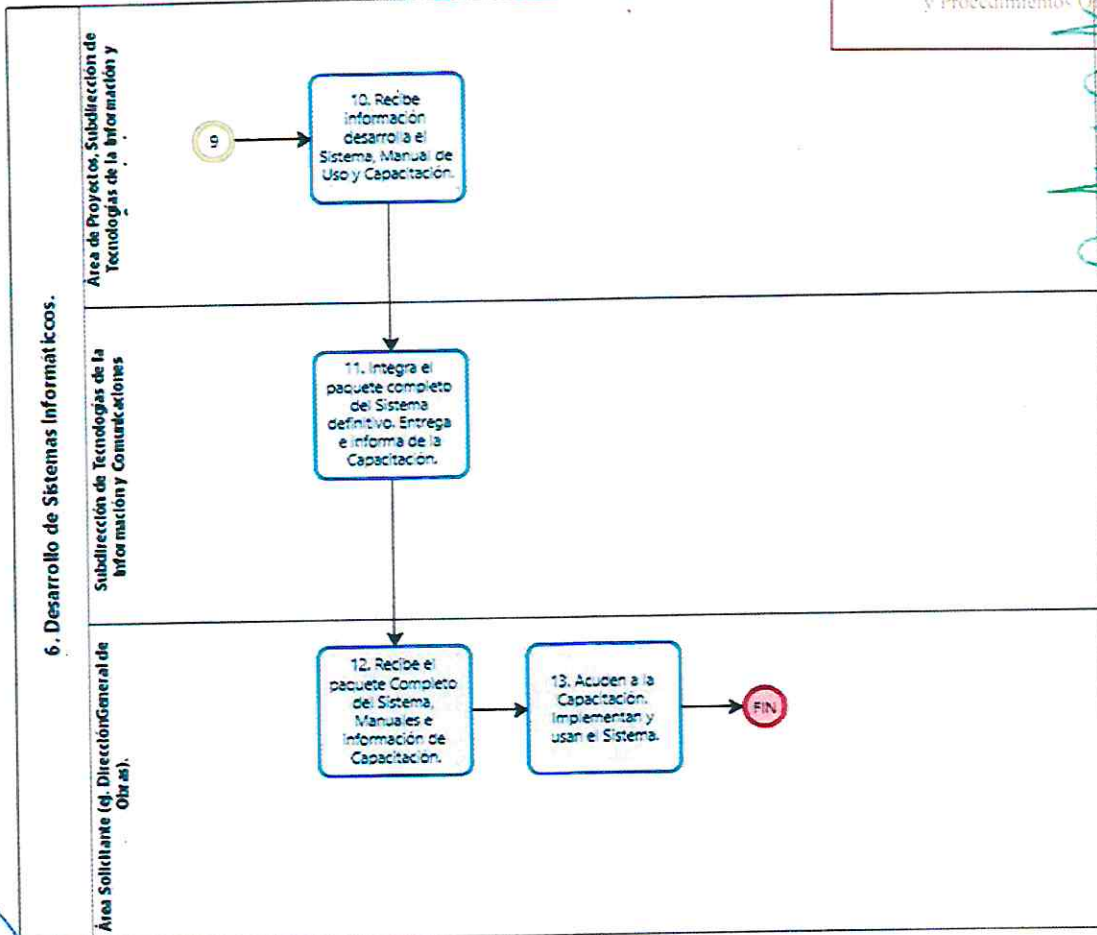 y Procedimientos
6. Desarrollo de Sistemas Informáticos.
Área de Proyectos, Subdirección de
Tecnologías de la Información y
9
10. Recibe
información
desarrolla el
Sistema, Manual de
Uso y Capacitación.
Subdirección de Tecnologías de la
Información y Comunicaciones
11. Integra el
paquete completo
del Sistema
definitivo. Entrega
e informa de la
Capacitación.
Área Solicitante (ej. DirecciónGeneral de
Obras).
12. Recibe el
paquete Completo
del Sistema,
Manuales e
información de
Capacitación.
13. Acuden a la
Capacitación.
Implementan y
usan el Sistema.
FIN